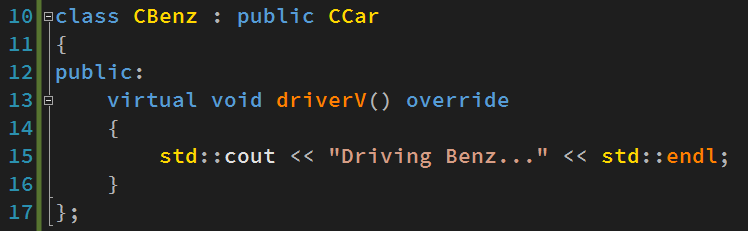 10 class CBenz : public CCar
11 {
12 public:
13     virtual void driverV() override
14     {
15         std::cout << "Driving Benz..." << std::endl;
16     }
17 };